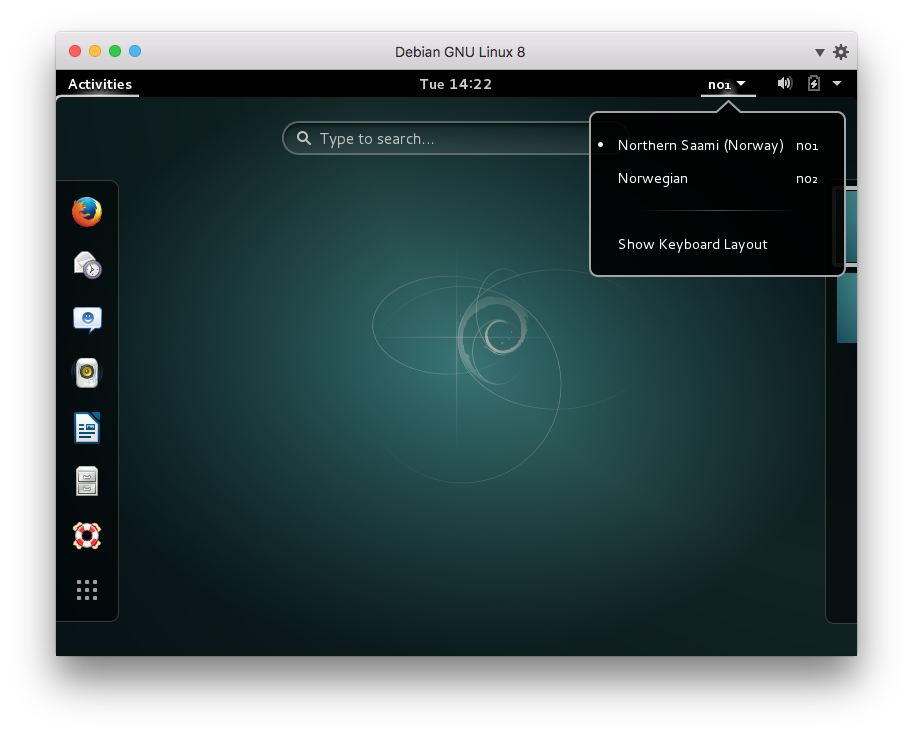 Debian GNU Linux 8
Activities
Tue 14:22
no₁
Type to search...
Northern Saami (Norway) no₁
Norwegian no₂
Show Keyboard Layout